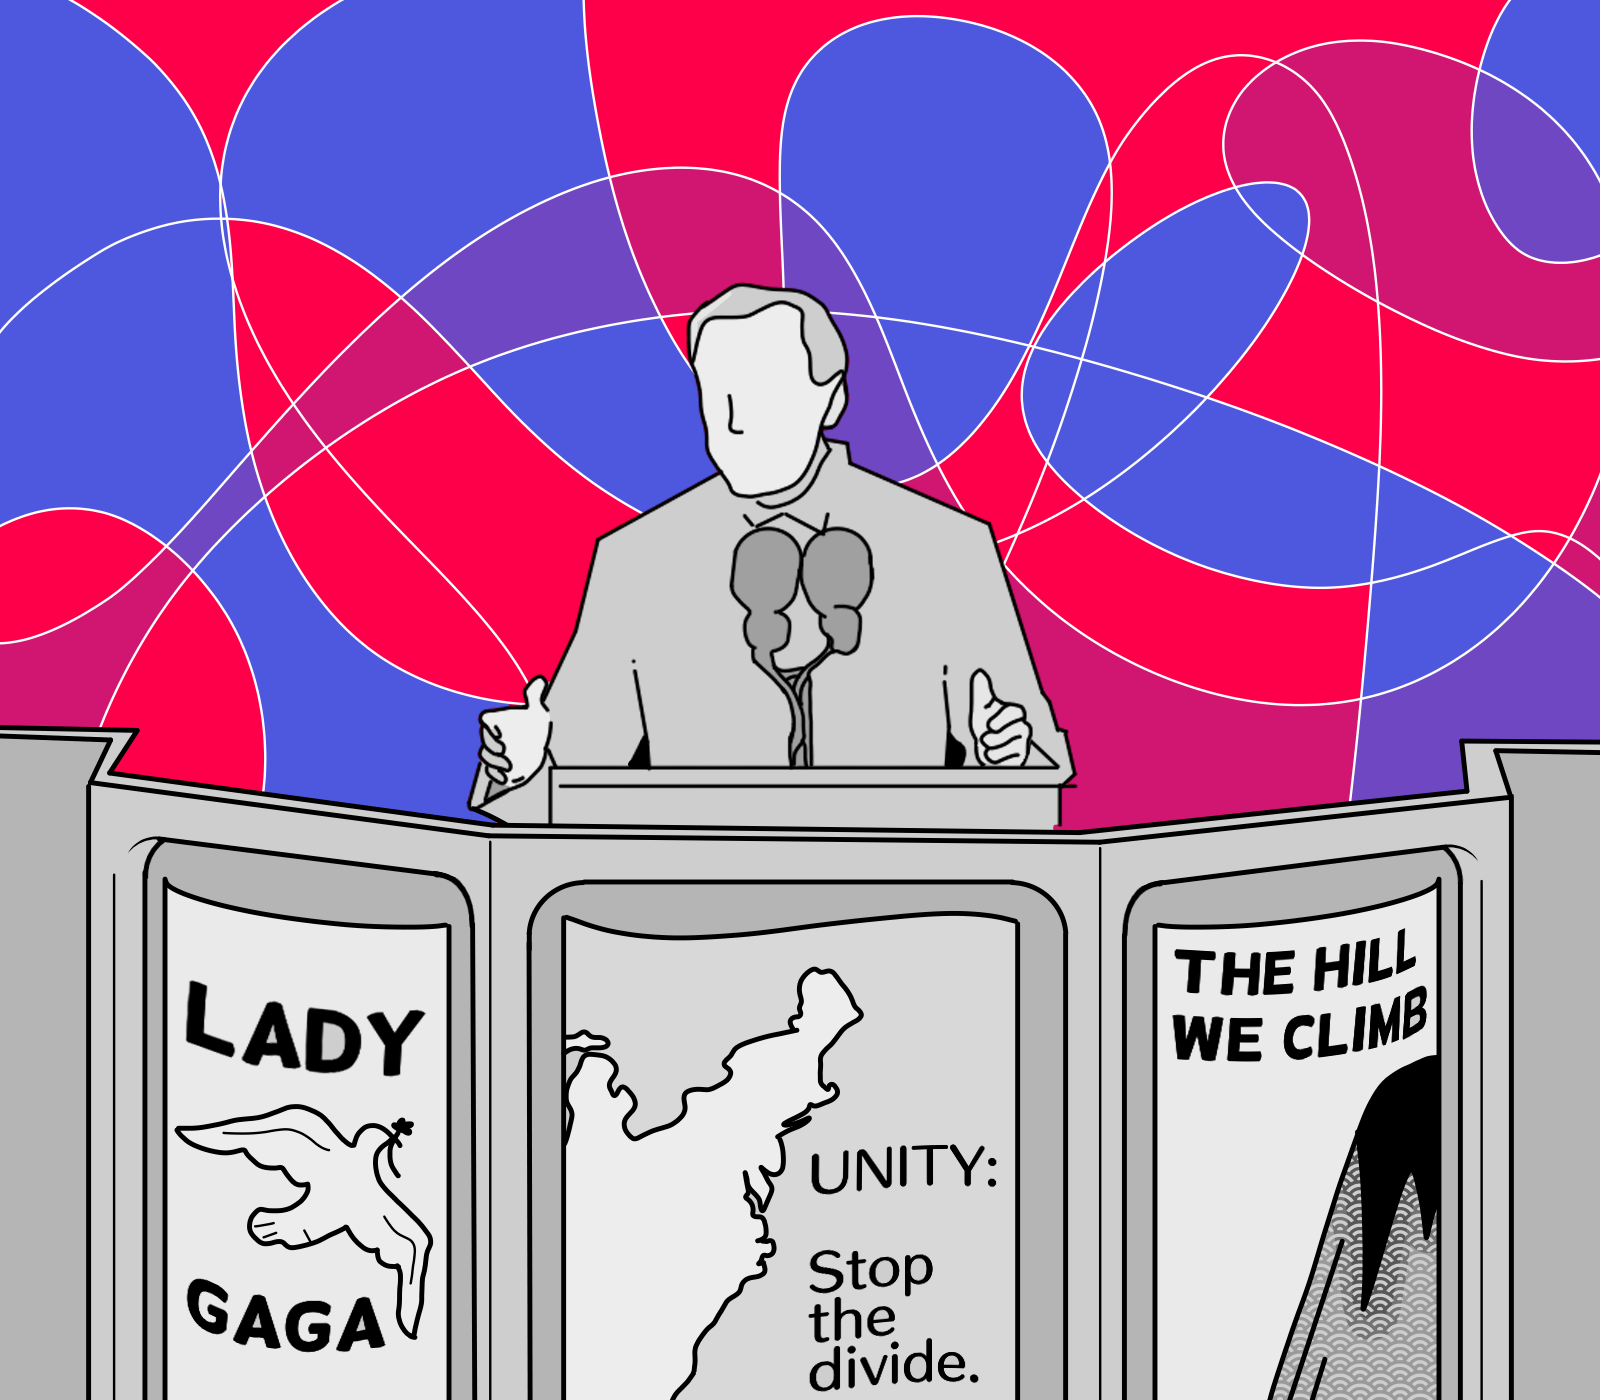 LADY
GAGA
UNITY:
Stop
the
divide.
THE HILL
WE CLIMB